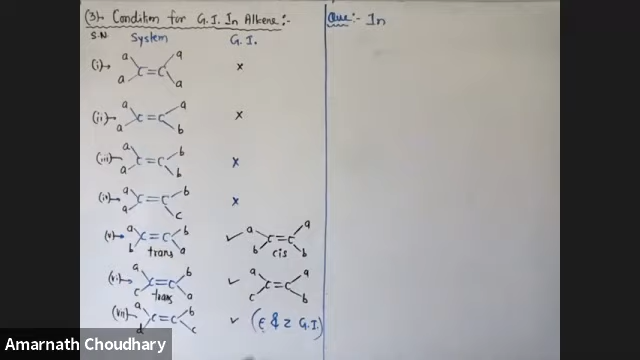 (3). Condition for G.I. In Alkene:-
S.N System G.I.
(i)→ a a C=C a a ×
(ii)→ a a C=C a b ×
(iii)→ a a C=C b b ×
(iv)→ a a C=C b c ×
(v)→ a b C=C b a trans ✓ a b C=C a b cis
(vi)→ a c C=C b a trans ✓ a c C=C a b
(vii)→ a d C=C b c ✓ (E & Z G.I.)
Que:- In
Amarnath Choudhary